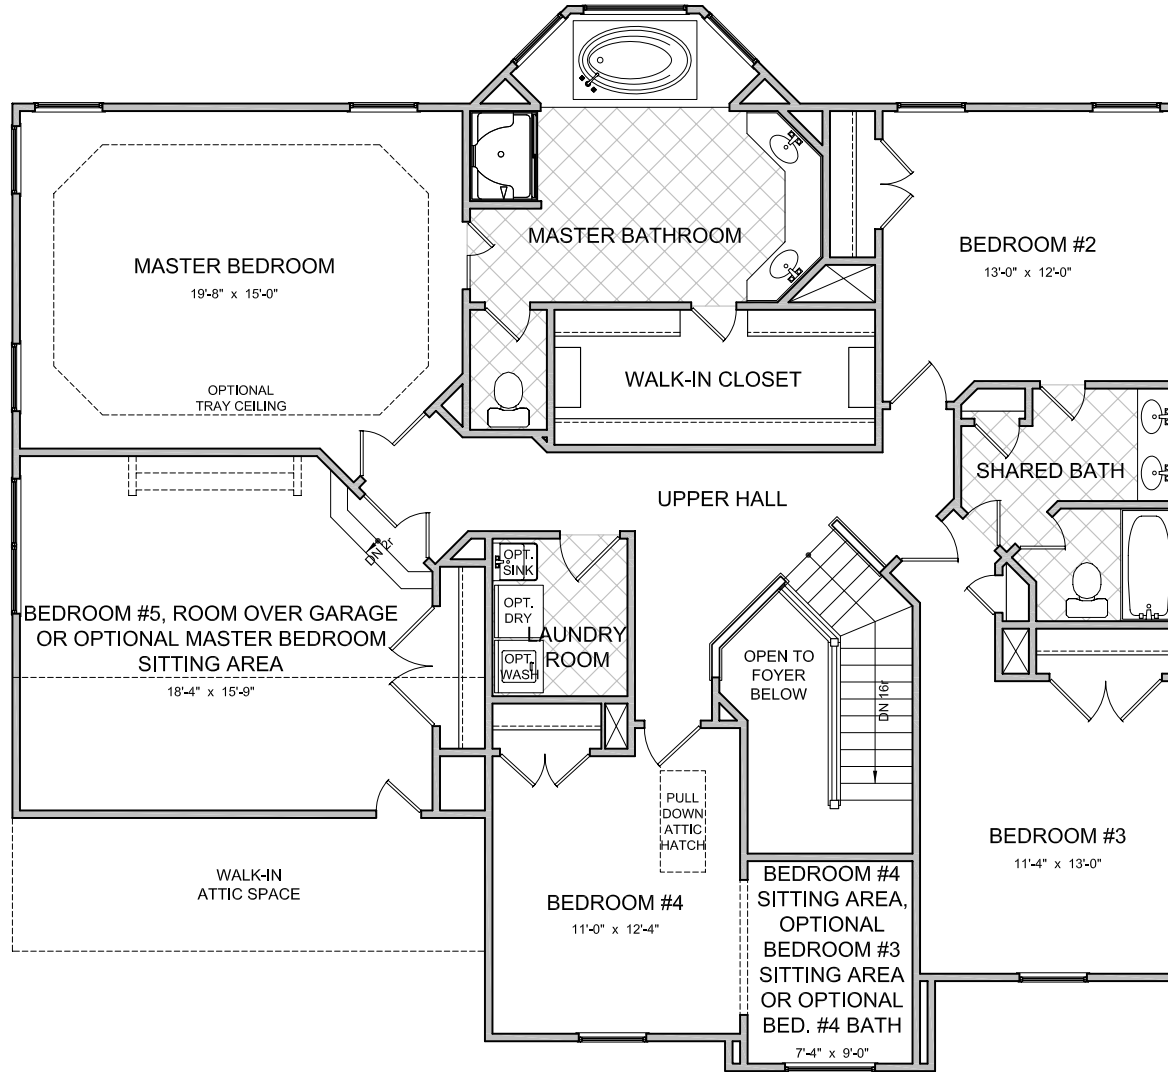 MASTER BEDROOM
19'-8" x 15'-0"
OPTIONAL
TRAY CEILING
MASTER BATHROOM
BEDROOM #2
13'-0" x 12'-0"
WALK-IN CLOSET
SHARED BATH
UPPER HALL
DN 2r
OPT.
SINK
OPT.
DRY
OPT.
WASH
LAUNDRY
ROOM
BEDROOM #5, ROOM OVER GARAGE
OR OPTIONAL MASTER BEDROOM
SITTING AREA
18'-4" x 15'-9"
OPEN TO
FOYER
BELOW
DN 16r
PULL
DOWN
ATTIC
HATCH
BEDROOM #3
11'-4" x 13'-0"
WALK-IN
ATTIC SPACE
BEDROOM #4
11'-0" x 12'-4"
BEDROOM #4
SITTING AREA,
OPTIONAL
BEDROOM #3
SITTING AREA
OR OPTIONAL
BED. #4 BATH
7'-4" x 9'-0"